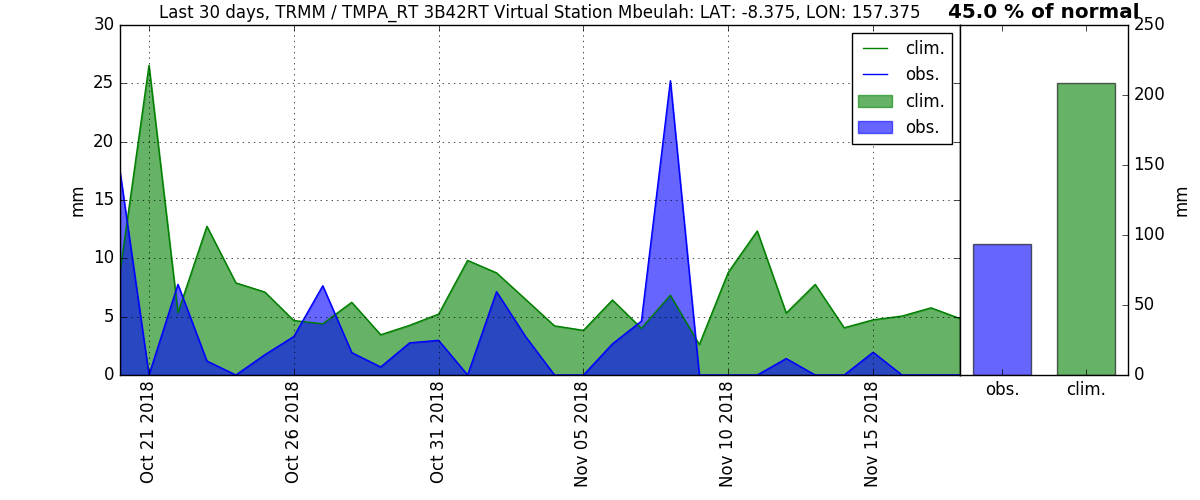 Last 30 days, TRMM / TMPA_RT 3B42RT Virtual Station Mbeulah: LAT: -8.375, LON: 157.375
45.0 % of normal
30
25
20
15
10
5
0
mm
clim.
obs.
clim.
obs.
Oct 21 2018
Oct 26 2018
Oct 31 2018
Nov 05 2018
Nov 10 2018
Nov 15 2018
250
200
150
100
50
0
mm
obs.
clim.